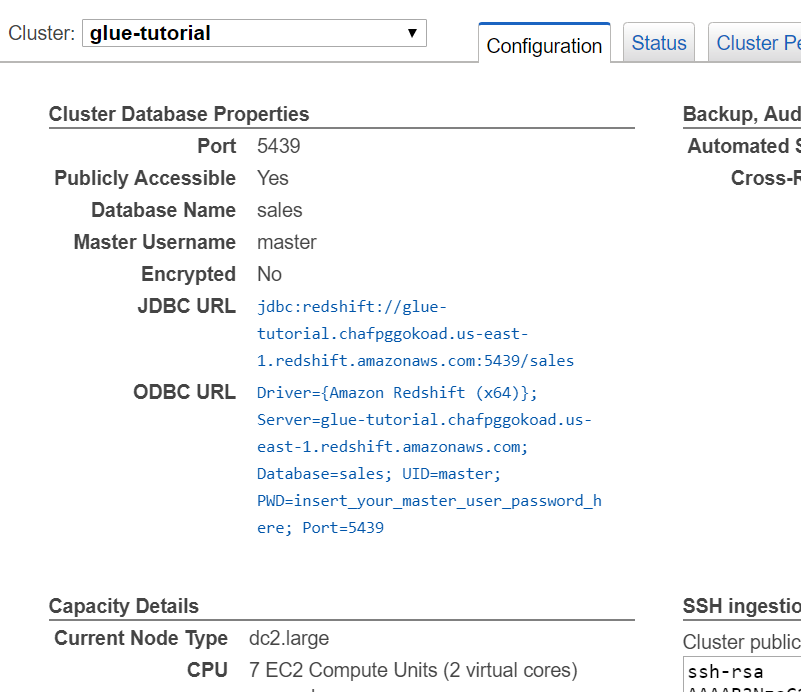 Cluster: glue-tutorial
Configuration Status Cluster
Cluster Database Properties
Port 5439
Publicly Accessible Yes
Database Name sales
Master Username master
Encrypted No
JDBC URL jdbc:redshift://glue-
tutorial.chafpggokoad.us-east-
1.redshift.amazonaws.com:5439/sales
ODBC URL Driver={Amazon Redshift (x64)};
Server=glue-tutorial.chafpggokoad.us-
east-1.redshift.amazonaws.com;
Database=sales; UID=master;
PWD=insert_your_master_user_password_h
ere; Port=5439
Capacity Details
Current Node Type dc2.large
CPU 7 EC2 Compute Units (2 virtual cores)
Backup, Aud
Automated S
Cross-R
SSH ingestio
Cluster public
ssh-rsa